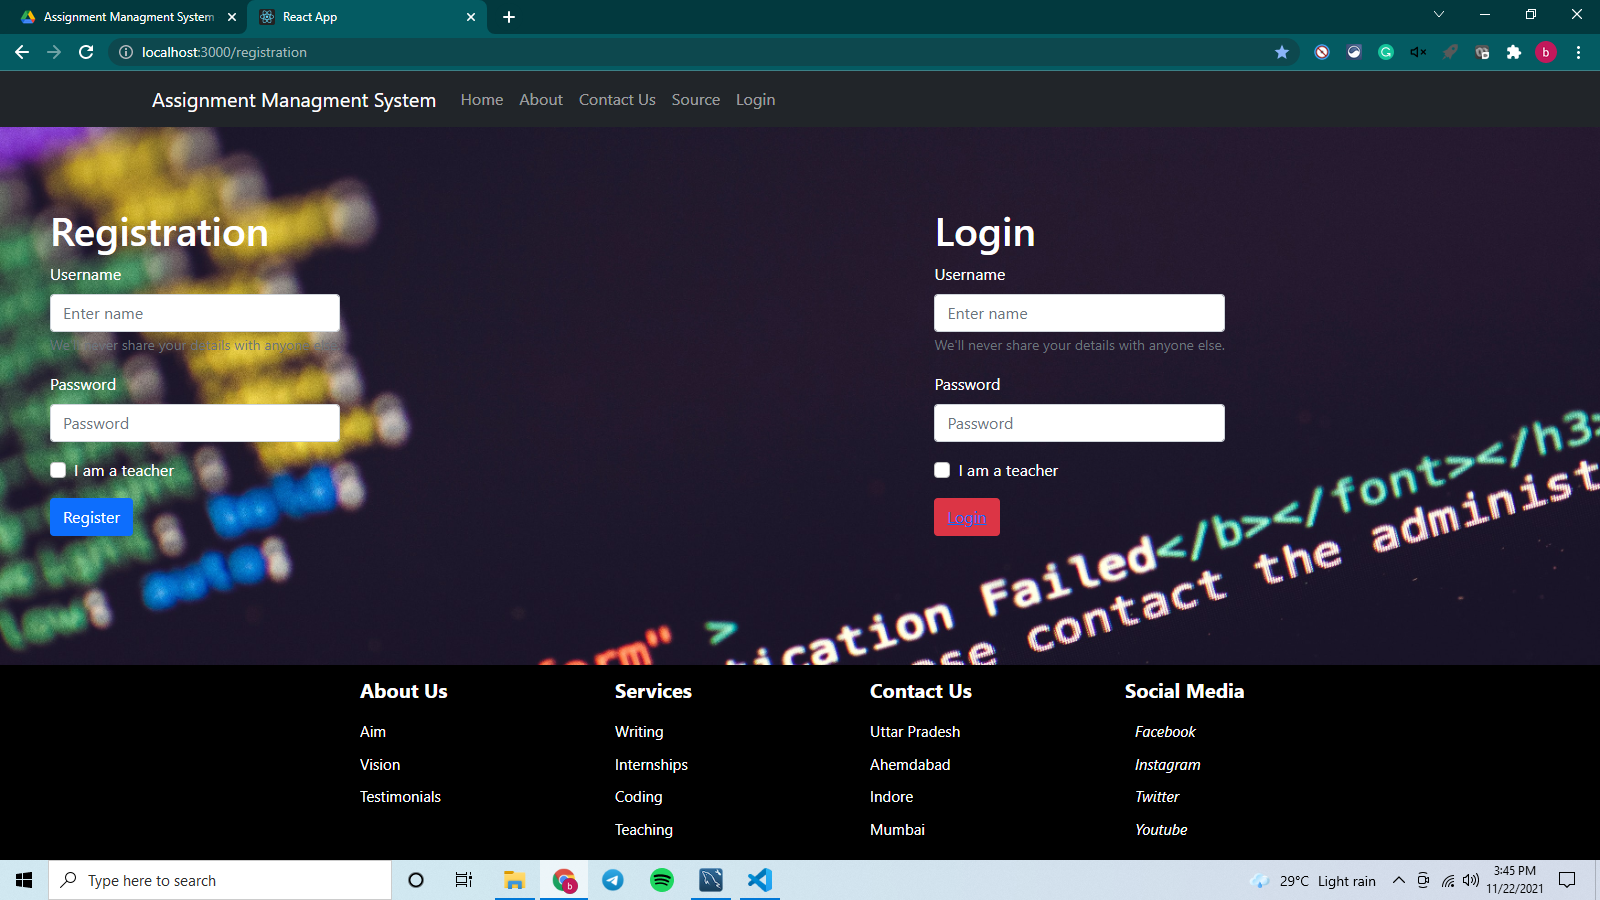 Assignment Managment System
React App
localhost:3000/registration
b
Assignment Managment System Home About Contact Us Source Login
Registration
Username
Enter name
We'll never share your details with anyone else.
Password
Password
I am a teacher
Register
Login
Username
Enter name
We'll never share your details with anyone else.
Password
Password
I am a teacher
Login
</b></font></h3>
Failed
contact the administ
form" >
low
About Us
Aim
Vision
Testimonials
Services
Writing
Internships
Coding
Teaching
Contact Us
Uttar Pradesh
Ahemdabad
Indore
Mumbai
Social Media
Facebook
Instagram
Twitter
Youtube
Type here to search
b
29°C Light rain
3:45 PM
11/22/2021